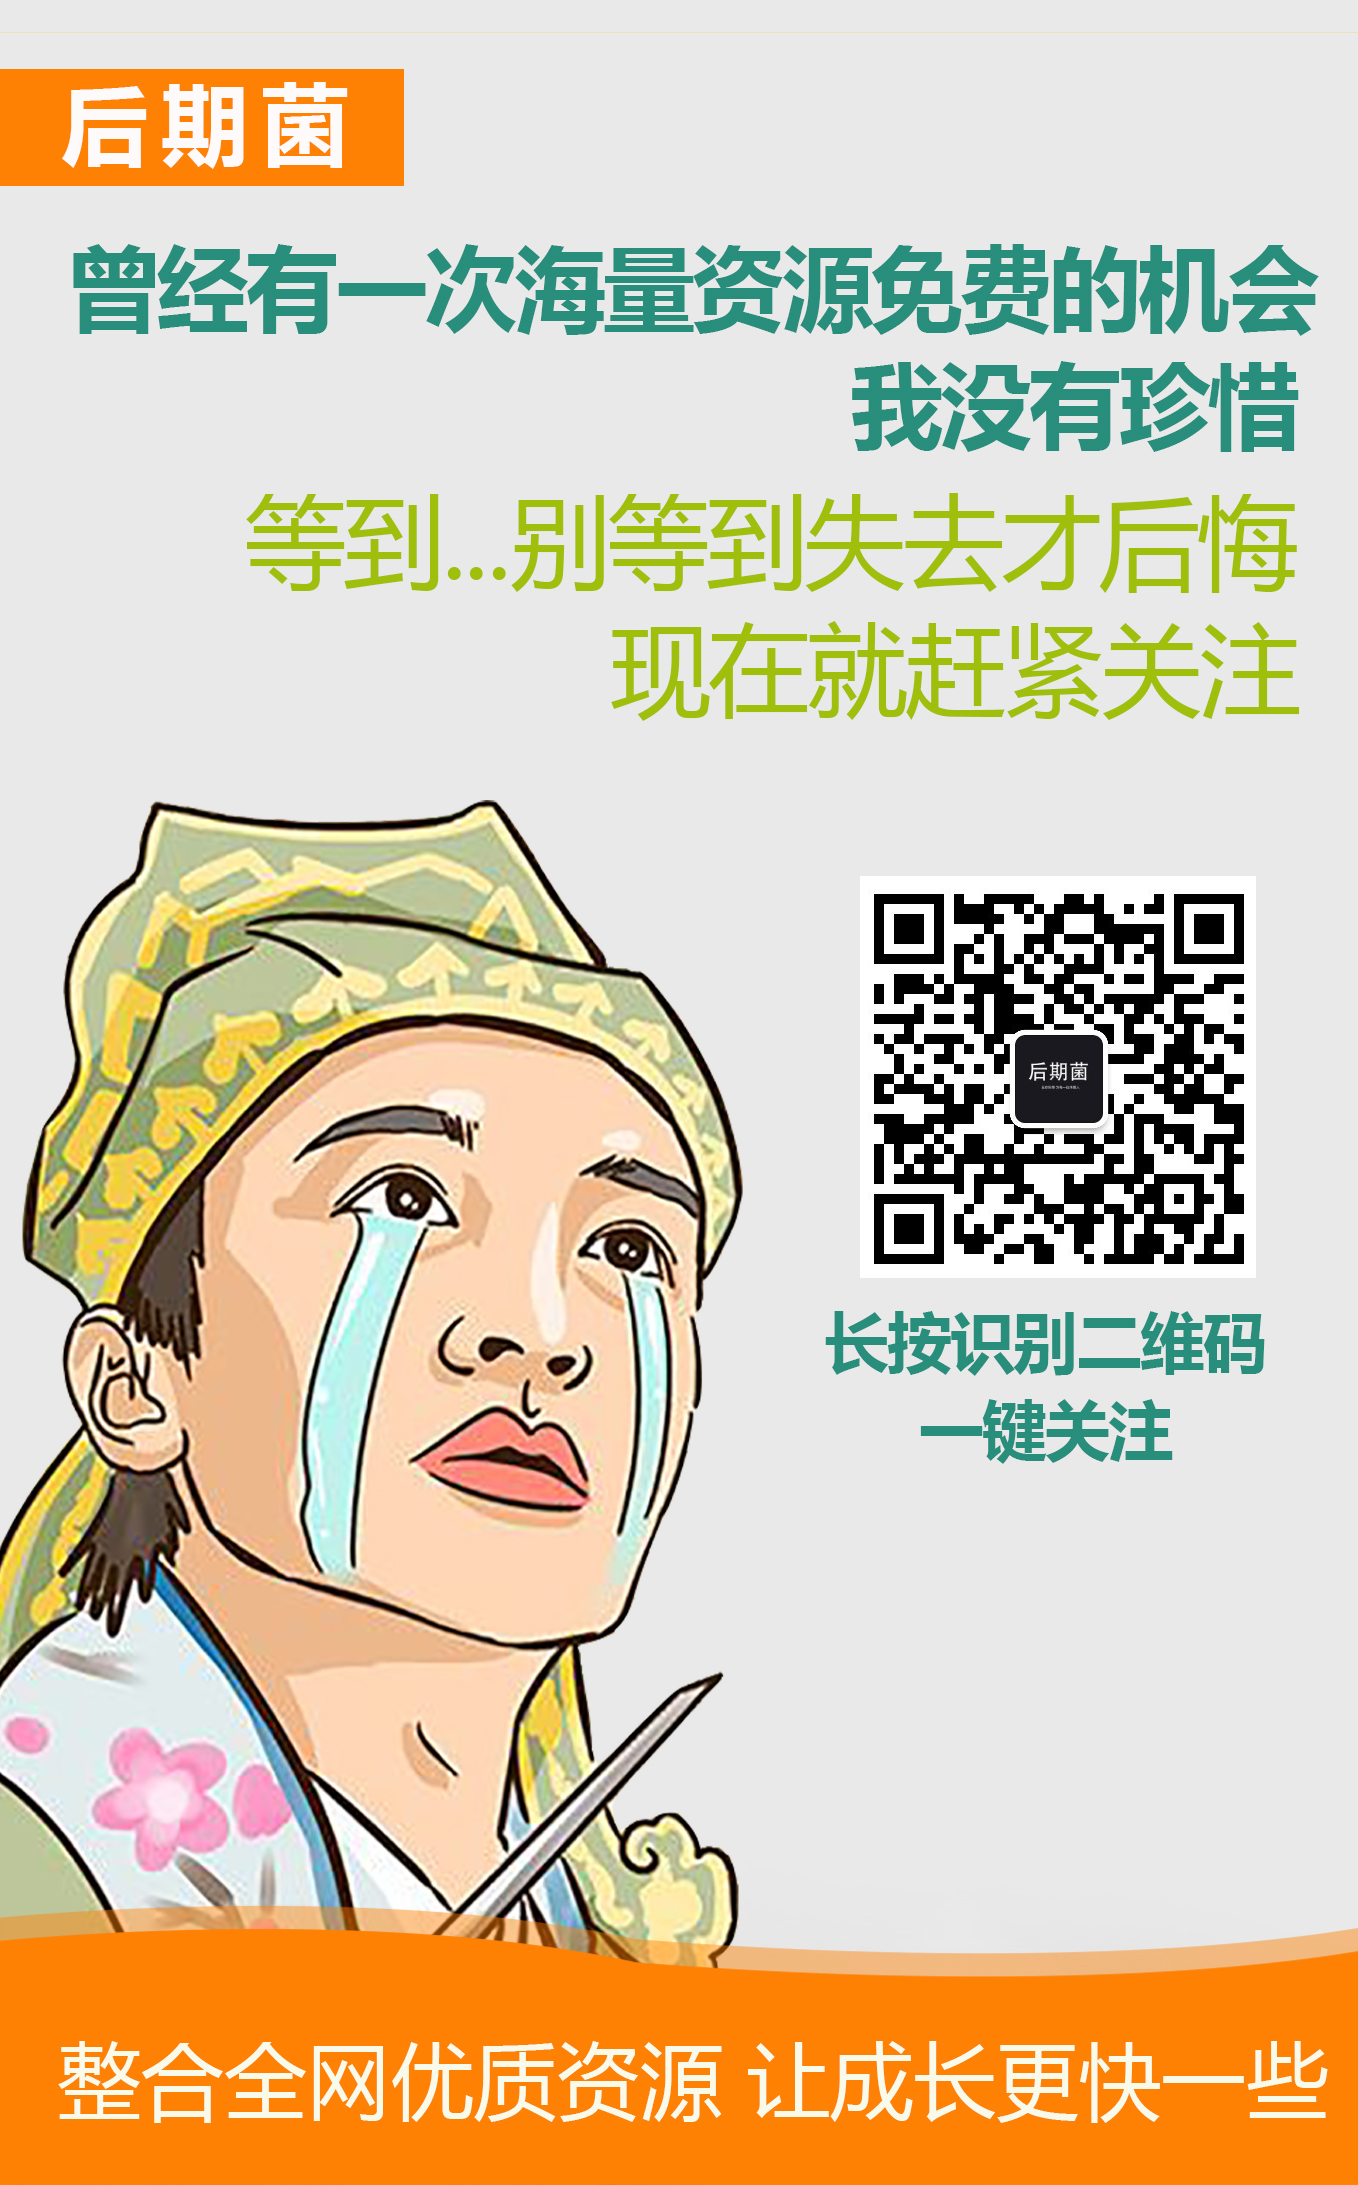 后期菌
曾经有一次海量资源免费的机会
我没有珍惜
等到...别等到失去才后悔
现在就赶紧关注
后期菌
长按识别二维码
一键关注
整合全网优质资源 让成长更快一些